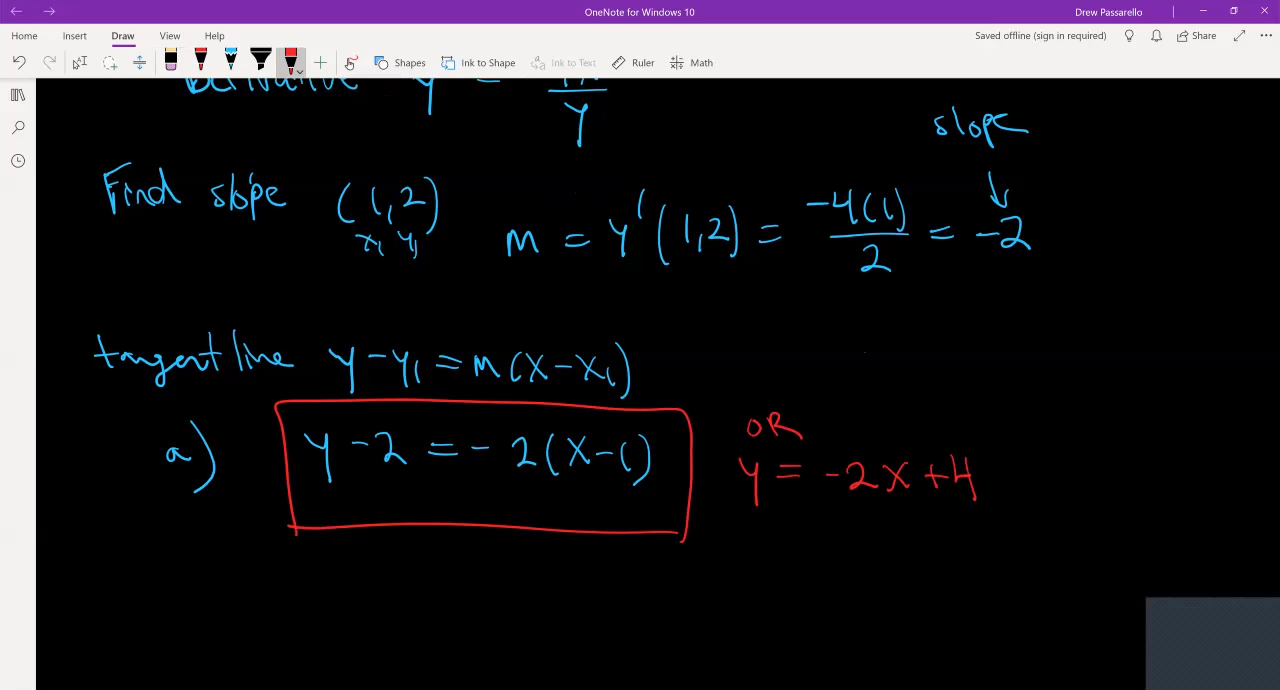 OneNote for Windows 10
Drew Passarello
Home Insert Draw View Help
Saved offline (sign in required) Share
Shapes Ink to Shape Ink to Text Ruler Math
Derivative y =
y
slope
Find slope (1, 2)
x₁ y₁
m = y'(1,2) = -4(1)/2 = -2
tangent line y - y₁ = m(x - x₁)
a) y - 2 = -2(x - 1)
OR
y = -2x + 4